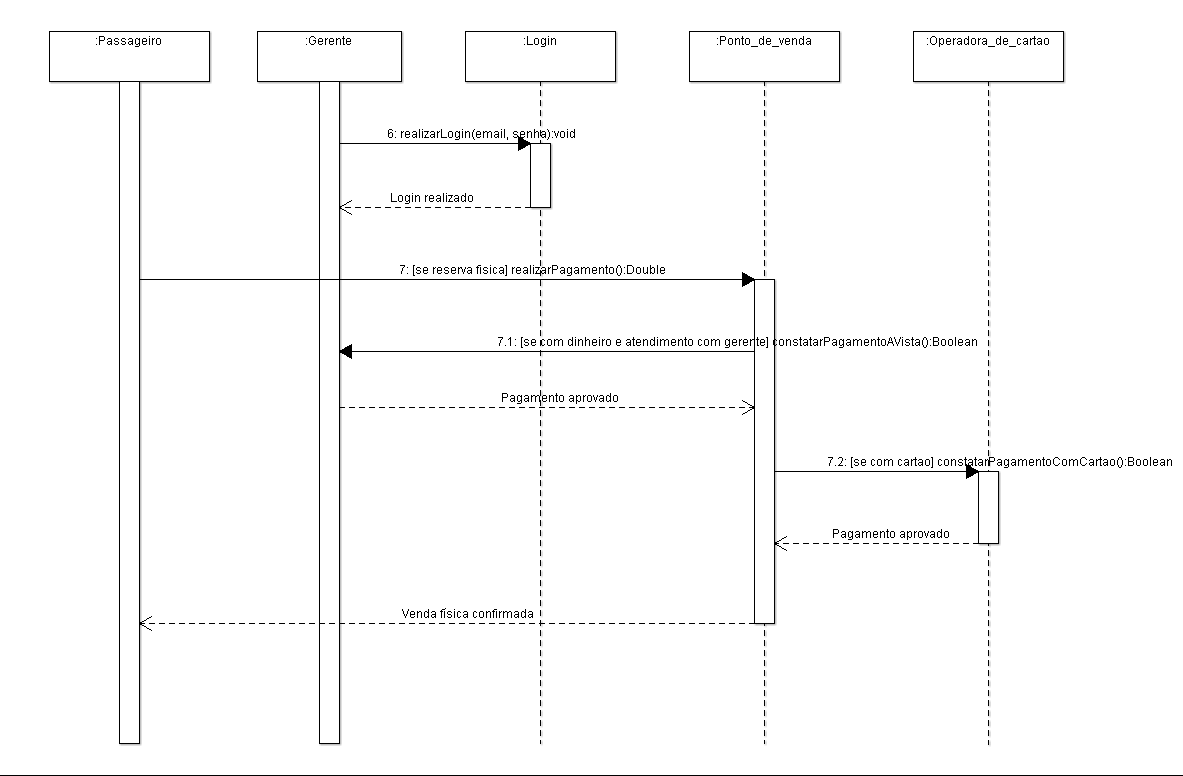 :Passageiro
:Gerente
:Login
:Ponto_de_venda
:Operadora_de_cartao
6: realizarLogin(email, senha):void
Login realizado
7: [se reserva física] realizarPagamento():Double
7.1: [se com dinheiro e atendimento com gerente] constatarPagamentoAVista():Boolean
Pagamento aprovado
7.2: [se com cartao] constatarPagamentoComCartao():Boolean
Pagamento aprovado
Venda física confirmada